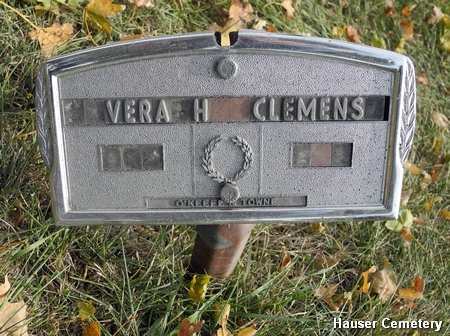 VERA H CLEMENS
O'KEEFE - TOWNE
Hauser Cemetery